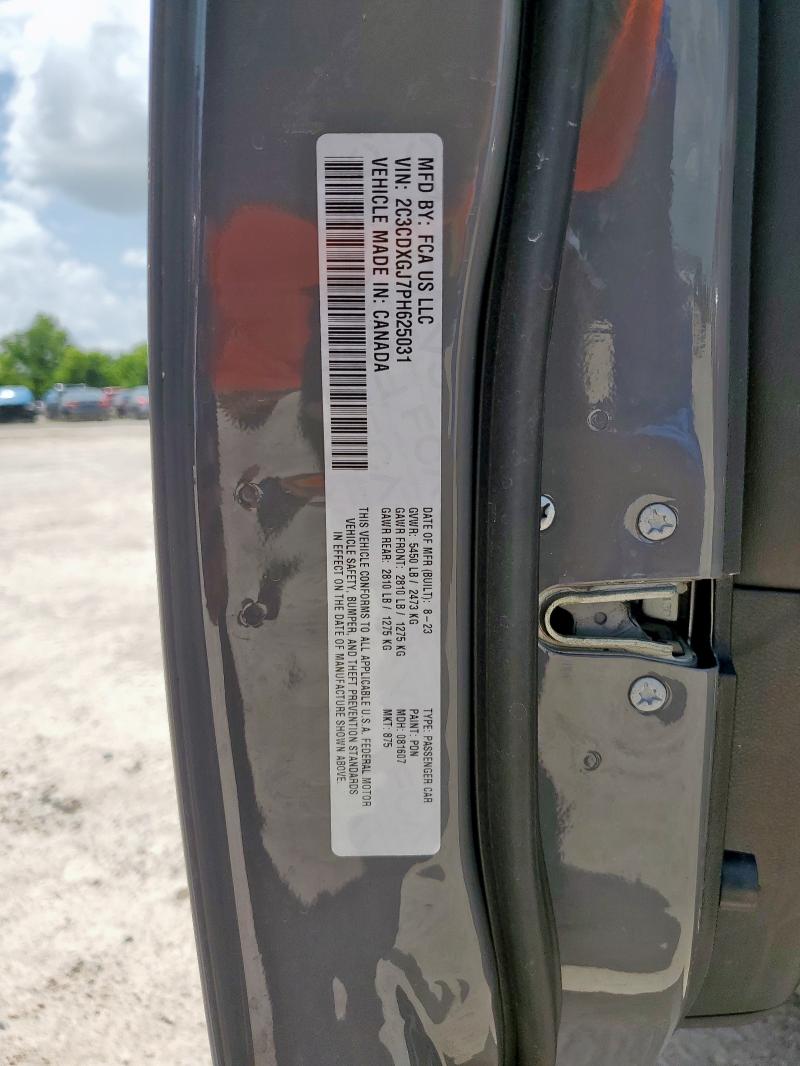 MFD BY: FCA US LLC
VIN: 2C3CDXGJ7PH625031
VEHICLE MADE IN: CANADA
DATE OF MFR (BUILT): 8-23
GVWR: 5450 LB / 2473 KG
GAWR FRONT: 2810 LB / 1275 KG
GAWR REAR: 2810 LB / 1275 KG
TYPE: PASSENGER CAR
PAINT: PDN
MDH: 081607
MKT: 875
THIS VEHICLE CONFORMS TO ALL APPLICABLE U.S.A. FEDERAL MOTOR
VEHICLE SAFETY, BUMPER, AND THEFT PREVENTION STANDARDS
IN EFFECT ON THE DATE OF MANUFACTURE SHOWN ABOVE.